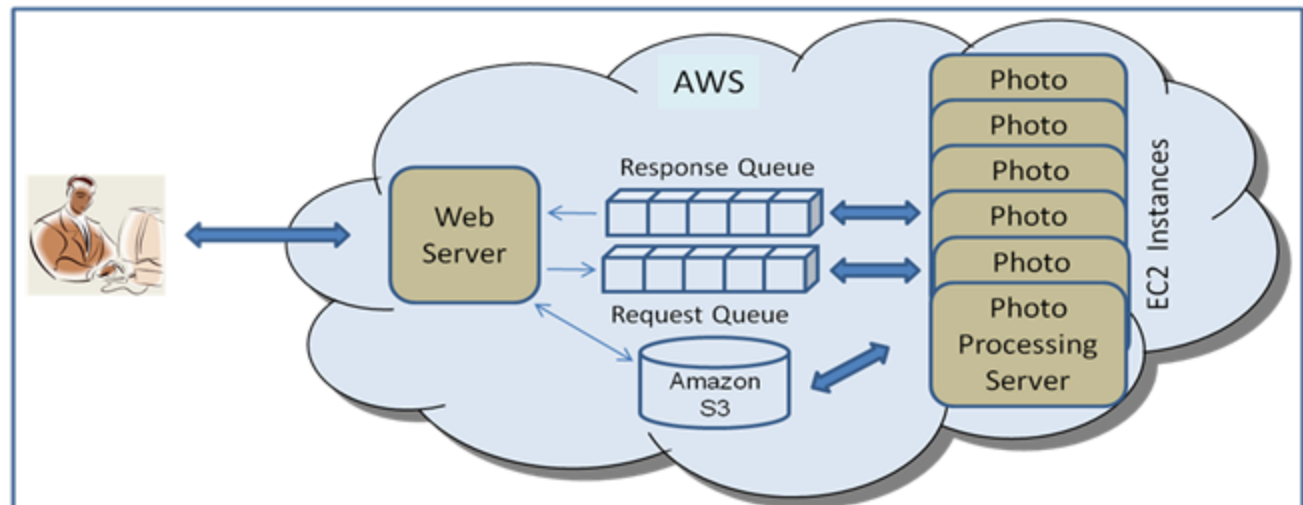 AWS
Response Queue
Web
Server
Request Queue
Amazon
S3
Photo
Photo
Photo
Photo
Photo
Photo
Processing
Server
EC2 Instances